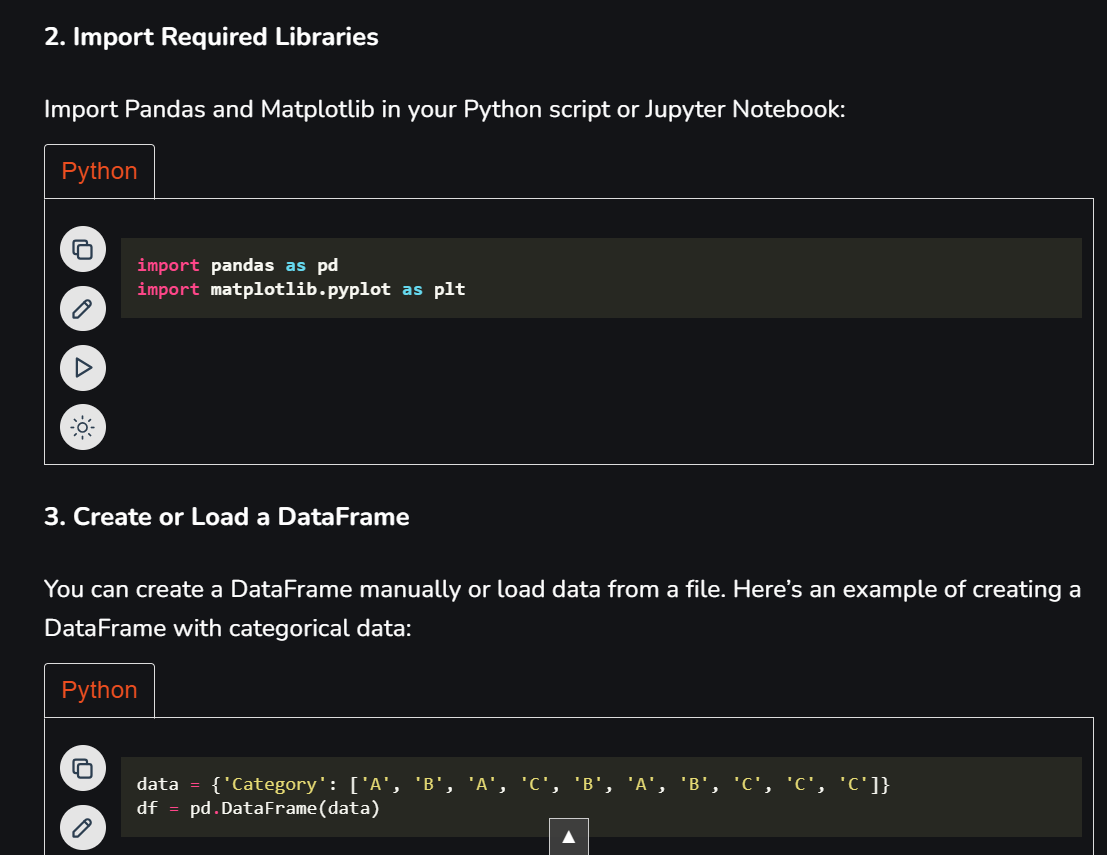 2. Import Required Libraries
Import Pandas and Matplotlib in your Python script or Jupyter Notebook:
Python
import pandas as pd
import matplotlib.pyplot as plt
3. Create or Load a DataFrame
You can create a DataFrame manually or load data from a file. Here’s an example of creating a
DataFrame with categorical data:
Python
data = {'Category': ['A', 'B', 'A', 'C', 'B', 'A', 'B', 'C', 'C', 'C']}
df = pd.DataFrame(data)